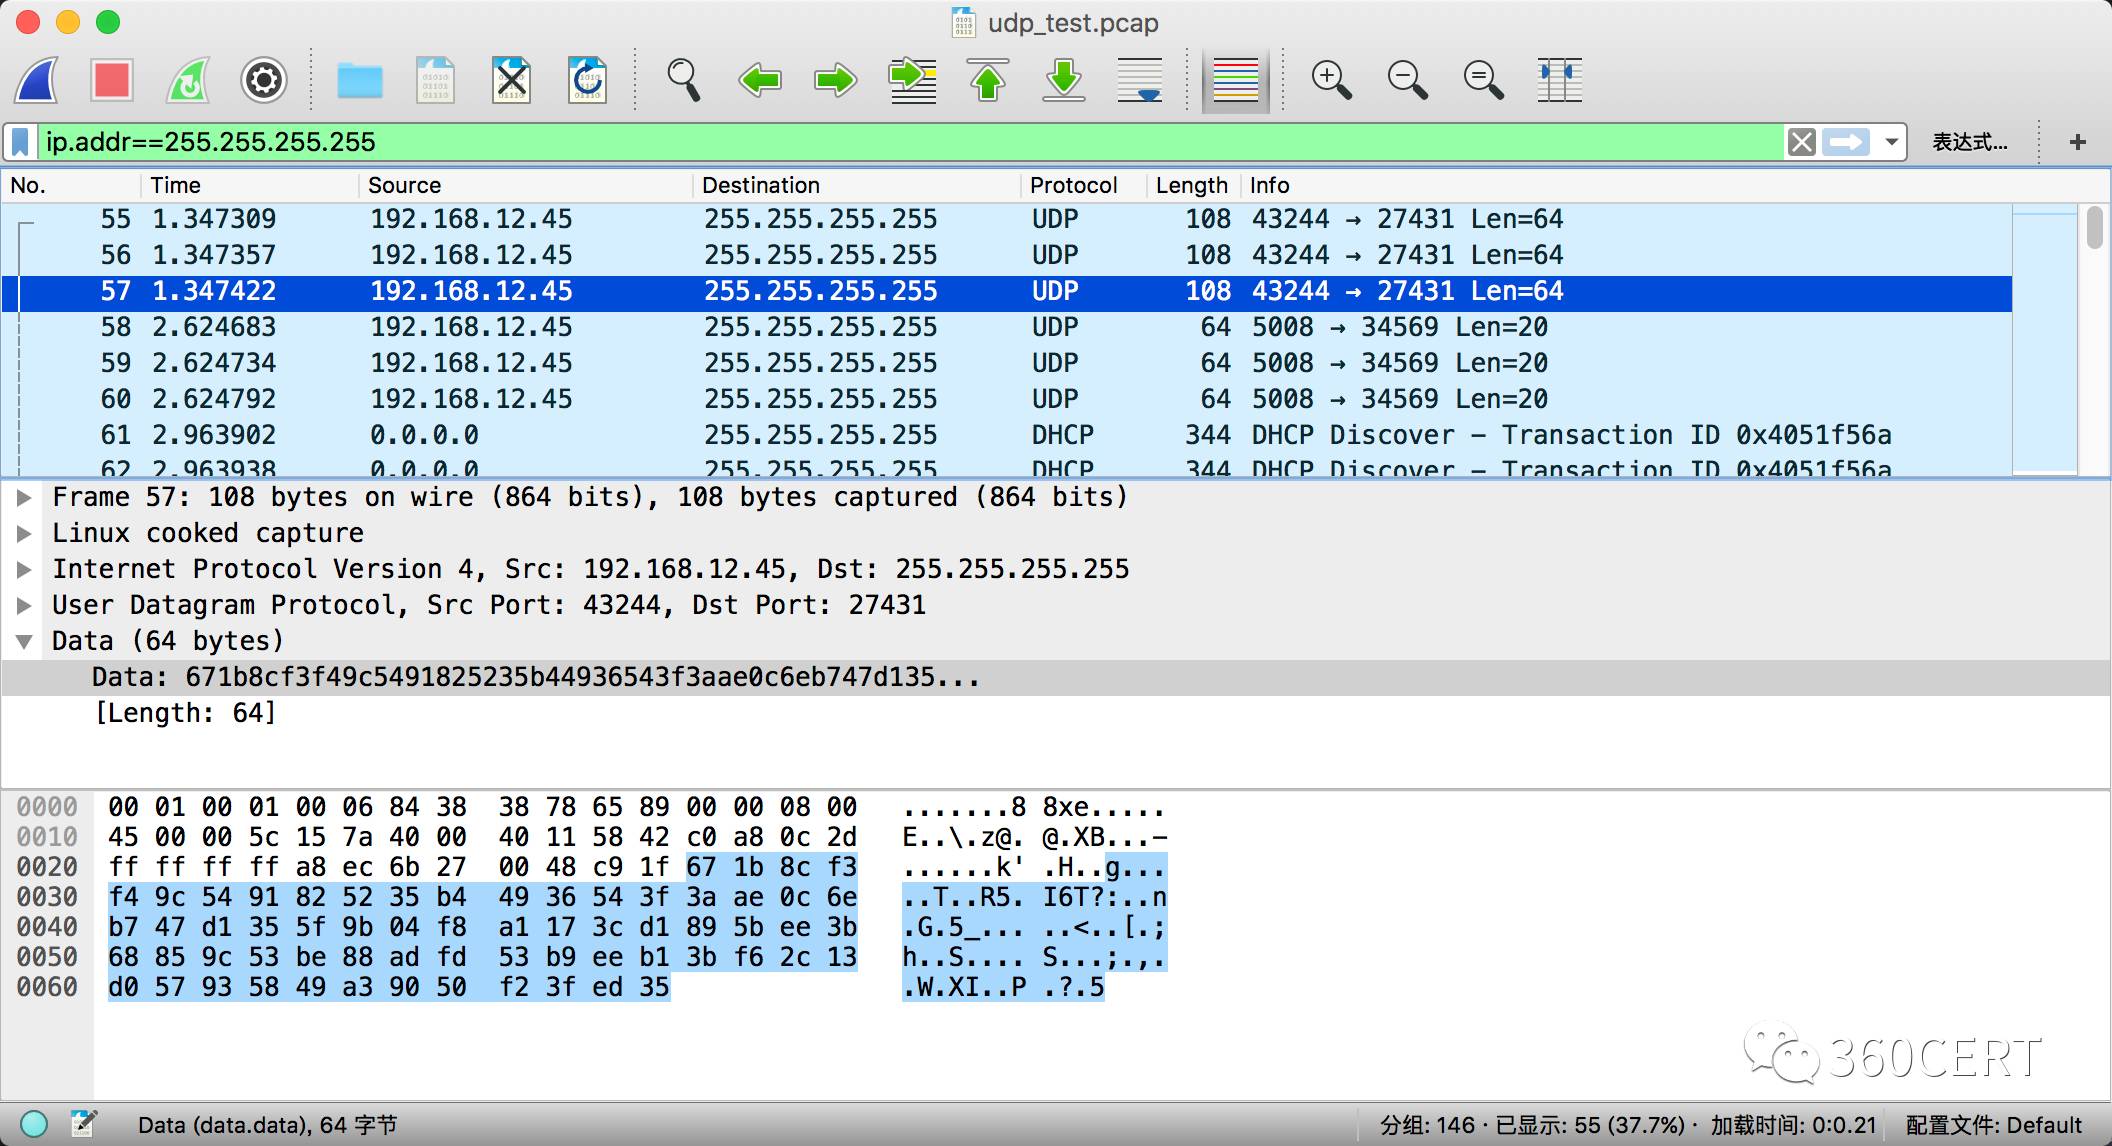 udp_test.pcap
ip.addr==255.255.255.255 表达式… +
No. Time Source Destination Protocol Length Info
55 1.347309 192.168.12.45 255.255.255.255 UDP 108 43244 → 27431 Len=64
56 1.347357 192.168.12.45 255.255.255.255 UDP 108 43244 → 27431 Len=64
57 1.347422 192.168.12.45 255.255.255.255 UDP 108 43244 → 27431 Len=64
58 2.624683 192.168.12.45 255.255.255.255 UDP 64 5008 → 34569 Len=20
59 2.624734 192.168.12.45 255.255.255.255 UDP 64 5008 → 34569 Len=20
60 2.624792 192.168.12.45 255.255.255.255 UDP 64 5008 → 34569 Len=20
61 2.963902 0.0.0.0 255.255.255.255 DHCP 344 DHCP Discover – Transaction ID 0x4051f56a
62 2.963938 0.0.0.0 255.255.255.255 DHCP 344 DHCP Discover – Transaction ID 0x4051f56a
Frame 57: 108 bytes on wire (864 bits), 108 bytes captured (864 bits)
Linux cooked capture
Internet Protocol Version 4, Src: 192.168.12.45, Dst: 255.255.255.255
User Datagram Protocol, Src Port: 43244, Dst Port: 27431
Data (64 bytes)
Data: 671b8cf3f49c5491825235b44936543f3aae0c6eb747d135...
[Length: 64]
0000 00 01 00 01 00 06 84 38 38 78 65 89 00 00 08 00 .......8 8xe.....
0010 45 00 00 5c 15 7a 40 00 40 11 58 42 c0 a8 0c 2d E..\.z@. @.XB...–
0020 ff ff ff ff a8 ec 6b 27 00 48 c9 1f 67 1b 8c f3 ......k' .H..g...
0030 f4 9c 54 91 82 52 35 b4 49 36 54 3f 3a ae 0c 6e ..T..R5. I6T?:..n
0040 b7 47 d1 35 5f 9b 04 f8 a1 17 3c d1 89 5b ee 3b .G.5_... ..<..[.;
0050 68 85 9c 53 be 88 ad fd 53 b9 ee b1 3b f6 2c 13 h..S.... S...;.,.
0060 d0 57 93 58 49 a3 90 50 f2 3f ed 35 .W.XI..P .?.5
360CERT
Data (data.data), 64 字节 分组: 146 · 已显示: 55 (37.7%) · 加载时间: 0:0.21 配置文件: Default